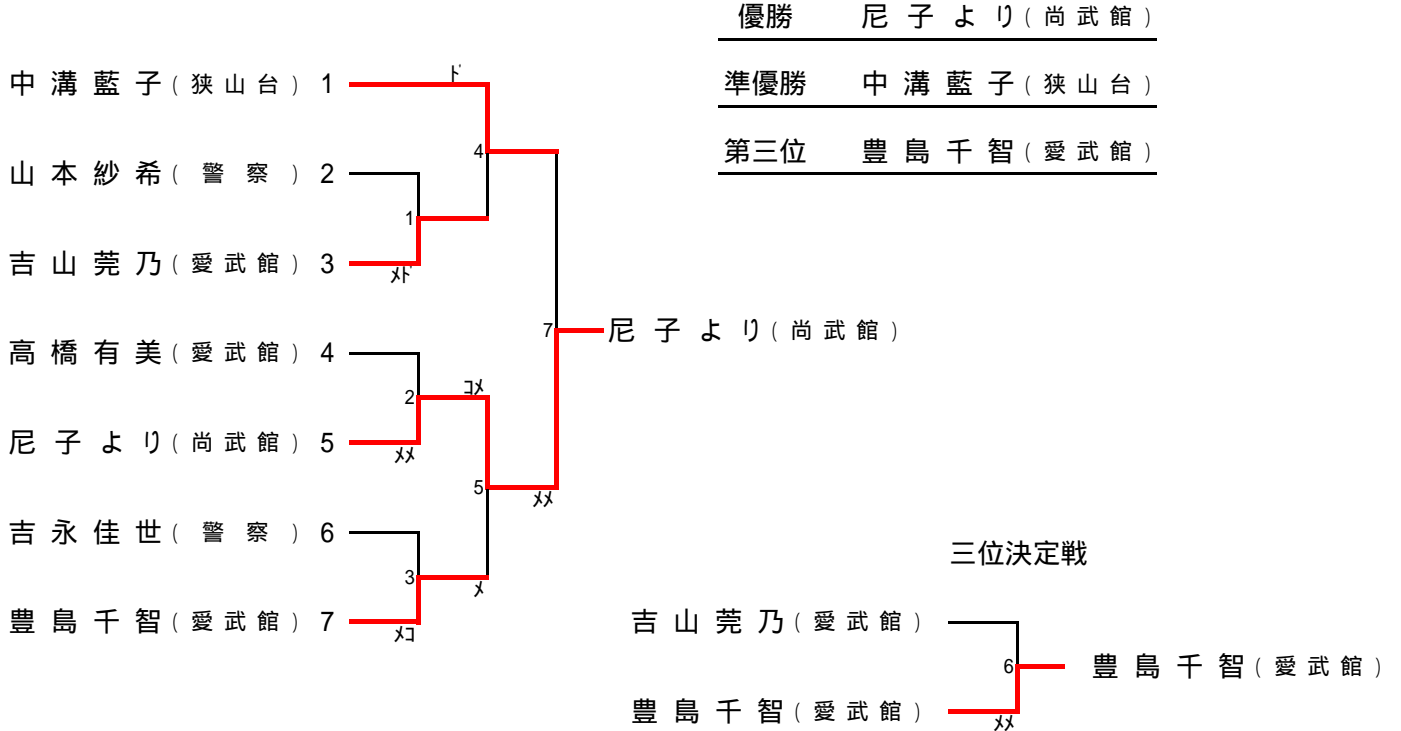 優勝 尼子より(尚武館)
中溝藍子(狭山台) 1 ﾄﾞ 準優勝 中溝藍子(狭山台)
4 第三位 豊島千智(愛武館)
山本紗希(警察) 2
1
吉山莞乃(愛武館) 3 ﾒﾄﾞ
7 尼子より(尚武館)
高橋有美(愛武館) 4
2 ｺﾒ
尼子より(尚武館) 5 ﾒﾒ
5 ﾒﾒ
吉永佳世(警察) 6
三位決定戦
3 ﾒ
豊島千智(愛武館) 7 ﾒｺ
吉山莞乃(愛武館)
6 豊島千智(愛武館)
豊島千智(愛武館) ﾒﾒ